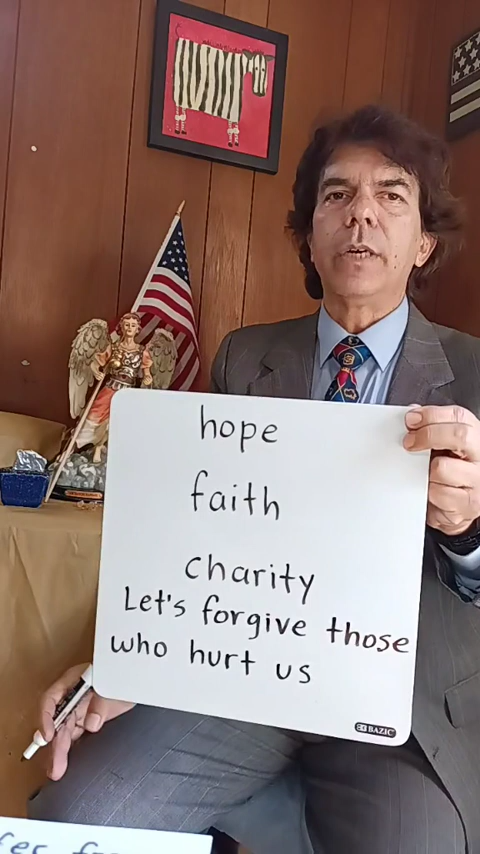 hope
faith
charity
Let's forgive those
who hurt us
BAZIC